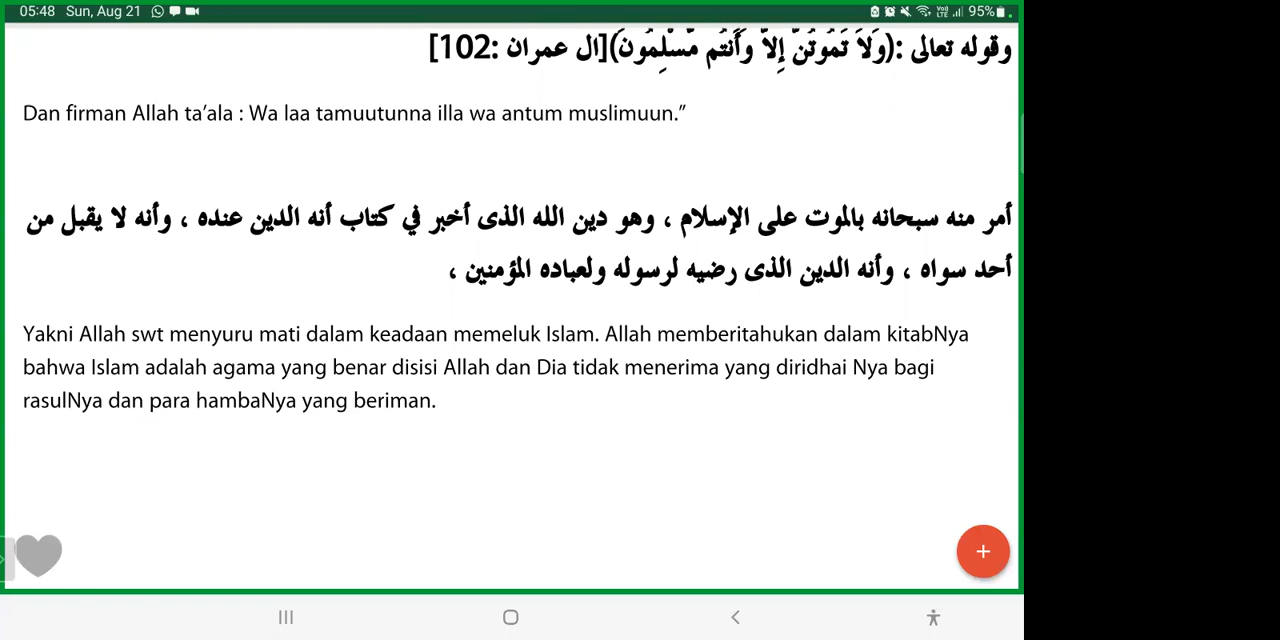 05:48 Sun, Aug 21
95%
وقوله تعالى :(وَلاَ تَمُوتُنَّ إِلاَّ وَأَنْتُم مُّسْلِمُونَ)[ال عمران :102]
Dan firman Allah ta’ala : Wa laa tamuutunna illa wa antum muslimuun.”
أمر منه سبحانه بالموت على الإسلام ، وهو دين الله الذى أخبر في كتاب أنه الدين عنده ، وأنه لا يقبل من
أحد سواه ، وأنه الدين الذى رضيه لرسوله ولعباده المؤمنين ،
Yakni Allah swt menyuru mati dalam keadaan memeluk Islam. Allah memberitahukan dalam kitabNya
bahwa Islam adalah agama yang benar disisi Allah dan Dia tidak menerima yang diridhai Nya bagi
rasulNya dan para hambaNya yang beriman.
+